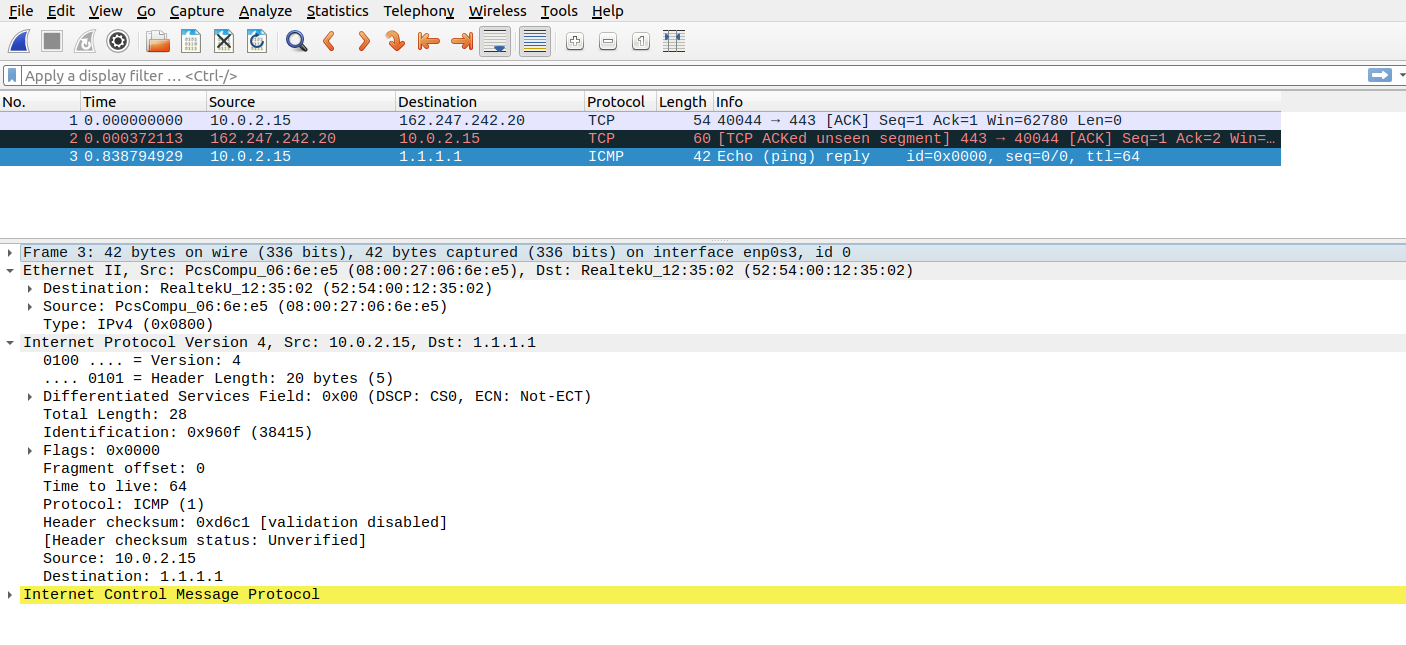 File Edit View Go Capture Analyze Statistics Telephony Wireless Tools Help
Apply a display filter … <Ctrl-/>
No. Time Source Destination Protocol Length Info
1 0.000000000 10.0.2.15 162.247.242.20 TCP 54 40044 → 443 [ACK] Seq=1 Ack=1 Win=62780 Len=0
2 0.000372113 162.247.242.20 10.0.2.15 TCP 60 [TCP ACKed unseen segment] 443 → 40044 [ACK] Seq=1 Ack=2 Win=…
3 0.838794929 10.0.2.15 1.1.1.1 ICMP 42 Echo (ping) reply id=0x0000, seq=0/0, ttl=64
Frame 3: 42 bytes on wire (336 bits), 42 bytes captured (336 bits) on interface enp0s3, id 0
Ethernet II, Src: PcsCompu_06:6e:e5 (08:00:27:06:6e:e5), Dst: RealtekU_12:35:02 (52:54:00:12:35:02)
Destination: RealtekU_12:35:02 (52:54:00:12:35:02)
Source: PcsCompu_06:6e:e5 (08:00:27:06:6e:e5)
Type: IPv4 (0x0800)
Internet Protocol Version 4, Src: 10.0.2.15, Dst: 1.1.1.1
0100 .... = Version: 4
.... 0101 = Header Length: 20 bytes (5)
Differentiated Services Field: 0x00 (DSCP: CS0, ECN: Not-ECT)
Total Length: 28
Identification: 0x960f (38415)
Flags: 0x0000
Fragment offset: 0
Time to live: 64
Protocol: ICMP (1)
Header checksum: 0xd6c1 [validation disabled]
[Header checksum status: Unverified]
Source: 10.0.2.15
Destination: 1.1.1.1
Internet Control Message Protocol